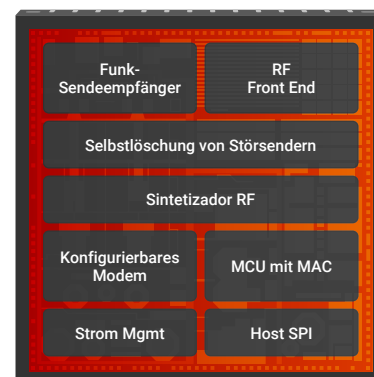 Funk-
Sendeempfänger
RF
Front End
Selbstlöschung von Störsendern
Sintetizador RF
Konfigurierbares
Modem
MCU mit MAC
Strom Mgmt
Host SPI